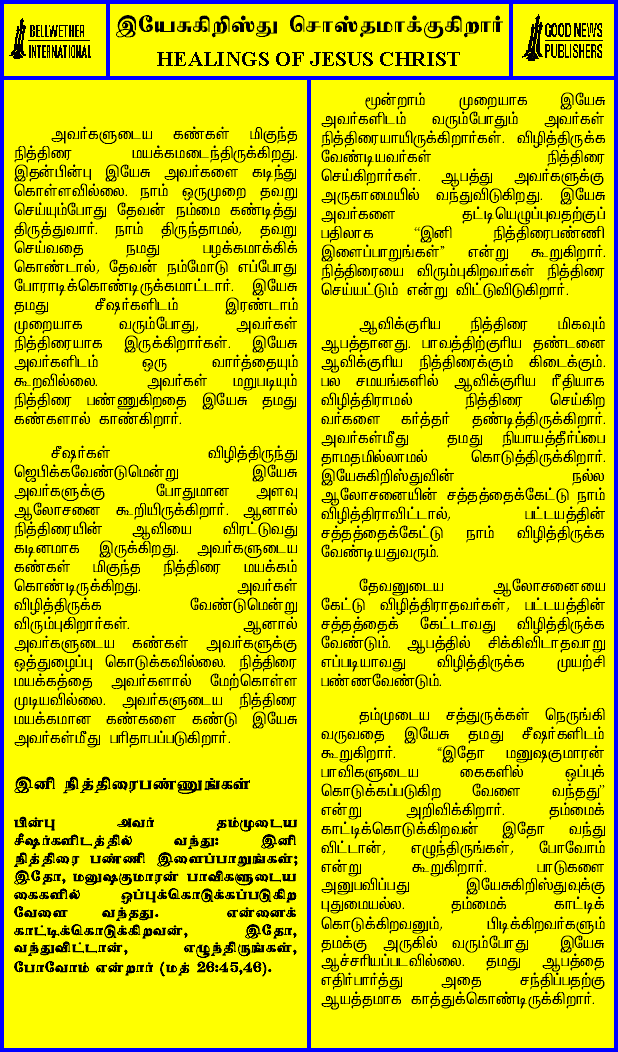 BELLWETHER
INTERNATIONAL
இயேசுகிறிஸ்து சொஸ்தமாக்குகிறார்
HEALINGS OF JESUS CHRIST
GOOD NEWS
PUBLISHERS
அவர்களுடைய கண்கள் மிகுந்த
நித்திரை மயக்கமடைந்திருக்கிறது.
இதன்பின்பு இயேசு அவர்களை கடிந்து
கொள்ளவில்லை. நாம் ஒருமுறை தவறு
செய்யும்போது தேவன் நம்மை கண்டித்து
திருத்துவார். நாம் திருந்தாமல், தவறு
செய்வதை நமது பழக்கமாக்கிக்
கொண்டால், தேவன் நம்மோடு எப்போது
போராடிக்கொண்டிருக்கமாட்டார். இயேசு
தமது சீஷர்களிடம் இரண்டாம்
முறையாக வரும்போது, அவர்கள்
நித்திரையாக இருக்கிறார்கள். இயேசு
அவர்களிடம் ஒரு வார்த்தையும்
கூறவில்லை. அவர்கள் மறுபடியும்
நித்திரை பண்ணுகிறதை இயேசு தமது
கண்களால் காண்கிறார்.
சீஷர்கள் விழித்திருந்து
ஜெபிக்கவேண்டுமென்று இயேசு
அவர்களுக்கு போதுமான அளவு
ஆலோசனை கூறியிருக்கிறார். ஆனால்
நித்திரையின் ஆவியை விரட்டுவது
கடினமாக இருக்கிறது. அவர்களுடைய
கண்கள் மிகுந்த நித்திரை மயக்கம்
கொண்டிருக்கிறது. அவர்கள்
விழித்திருக்க வேண்டுமென்று
விரும்புகிறார்கள். ஆனால்
அவர்களுடைய கண்கள் அவர்களுக்கு
ஒத்துழைப்பு கொடுக்கவில்லை. நித்திரை
மயக்கத்தை அவர்களால் மேற்கொள்ள
முடியவில்லை. அவர்களுடைய நித்திரை
மயக்கமான கண்களை கண்டு இயேசு
அவர்கள்மீது பரிதாபப்படுகிறார்.
இனி நித்திரைபண்ணுங்கள்
பின்பு அவர் தம்முடைய
சீஷர்களிடத்தில் வந்து: இனி
நித்திரை பண்ணி இளைப்பாறுங்கள்;
இதோ, மனுஷகுமாரன் பாவிகளுடைய
கைகளில் ஒப்புக்கொடுக்கப்படுகிற
வேளை வந்தது. என்னைக்
காட்டிக்கொடுக்கிறவன், இதோ,
வந்துவிட்டான், எழுந்திருங்கள்,
போவோம் என்றார் (மத் 26:45,46).
மூன்றாம் முறையாக இயேசு
அவர்களிடம் வரும்போதும் அவர்கள்
நித்திரையாயிருக்கிறார்கள். விழித்திருக்க
வேண்டியவர்கள் நித்திரை
செய்கிறார்கள். ஆபத்து அவர்களுக்கு
அருகாமையில் வந்துவிடுகிறது. இயேசு
அவர்களை தட்டியெழுப்புவதற்குப்
பதிலாக “இனி நித்திரைபண்ணி
இளைப்பாறுங்கள்” என்று கூறுகிறார்.
நித்திரையை விரும்புகிறவர்கள் நித்திரை
செய்யட்டும் என்று விட்டுவிடுகிறார்.
ஆவிக்குரிய நித்திரை மிகவும்
ஆபத்தானது. பாவத்திற்குரிய தண்டனை
ஆவிக்குரிய நித்திரைக்கும் கிடைக்கும்.
பல சமயங்களில் ஆவிக்குரிய ரீதியாக
விழித்திராமல் நித்திரை செய்கிற
வர்களை கர்த்தர் தண்டித்திருக்கிறார்.
அவர்கள்மீது தமது நியாயத்தீர்ப்பை
தாமதமில்லாமல் கொடுத்திருக்கிறார்.
இயேசுகிறிஸ்துவின் நல்ல
ஆலோசனையின் சத்தத்தைக்கேட்டு நாம்
விழித்திராவிட்டால், பட்டயத்தின்
சத்தத்தைக்கேட்டு நாம் விழித்திருக்க
வேண்டியதுவரும்.
தேவனுடைய ஆலோசனையை
கேட்டு விழித்திராதவர்கள், பட்டயத்தின்
சத்தத்தைக் கேட்டாவது விழித்திருக்க
வேண்டும். ஆபத்தில் சிக்கிவிடாதவாறு
எப்படியாவது விழித்திருக்க முயற்சி
பண்ணவேண்டும்.
தம்முடைய சத்துருக்கள் நெருங்கி
வருவதை இயேசு தமது சீஷர்களிடம்
கூறுகிறார். “இதோ மனுஷகுமாரன்
பாவிகளுடைய கைகளில் ஒப்புக்
கொடுக்கப்படுகிற வேளை வந்தது”
என்று அறிவிக்கிறார். தம்மைக்
காட்டிக்கொடுக்கிறவன் இதோ வந்து
விட்டான், எழுந்திருங்கள், போவோம்
என்று கூறுகிறார். பாடுகளை
அனுபவிப்பது இயேசுகிறிஸ்துவுக்கு
புதுமையல்ல. தம்மைக் காட்டிக்
கொடுக்கிறவனும், பிடிக்கிறவர்களும்
தமக்கு அருகில் வரும்போது இயேசு
ஆச்சரியப்படவில்லை. தமது ஆபத்தை
எதிர்பார்த்து அதை சந்திப்பதற்கு
ஆயத்தமாக காத்துக்கொண்டிருக்கிறார்.